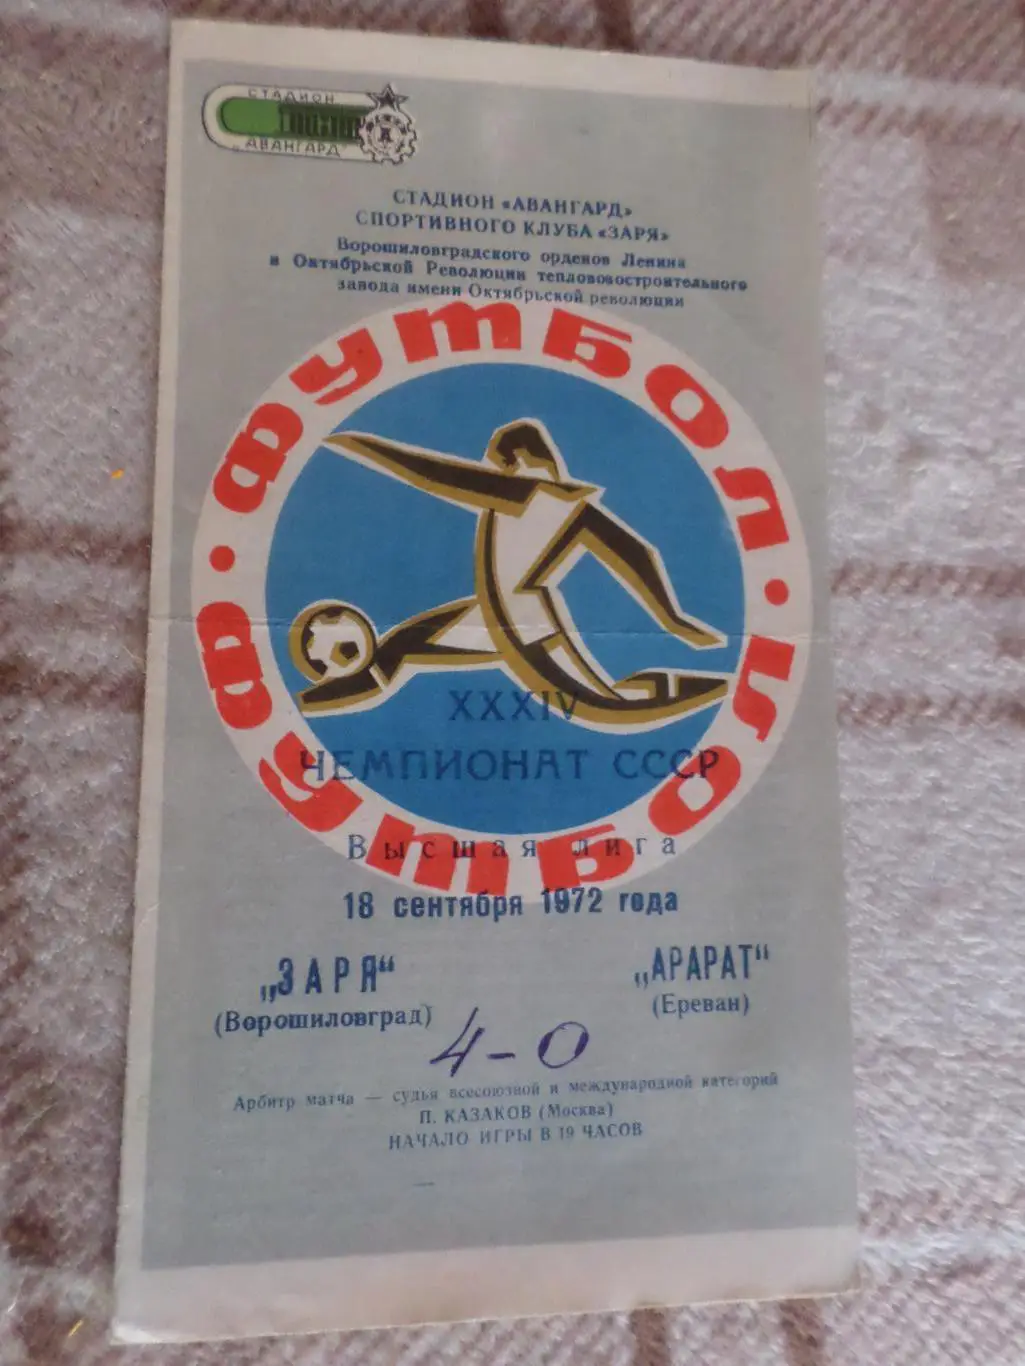 СТАДИОН
„АВАНГАРД
СТАДИОН «АВАНГАРД»
СПОРТИВНОГО КЛУБА «ЗАРЯ»
Ворошиловградского орденов Ленина
и Октябрьской Революции тепловозостроительного
завода имени Октябрьской революции
ФУТБОЛ • ФУТБОЛ •
XXXIV
ЧЕМПИОНАТ СССР
Высшая лига
18 сентября 1972 года
„ЗАРЯ“
(Ворошиловград)
„АРАРАТ“
(Ереван)
4-0
Арбитр матча — судья всесоюзной и международной категорий
П. КАЗАКОВ (Москва)
НАЧАЛО ИГРЫ В 19 ЧАСОВ